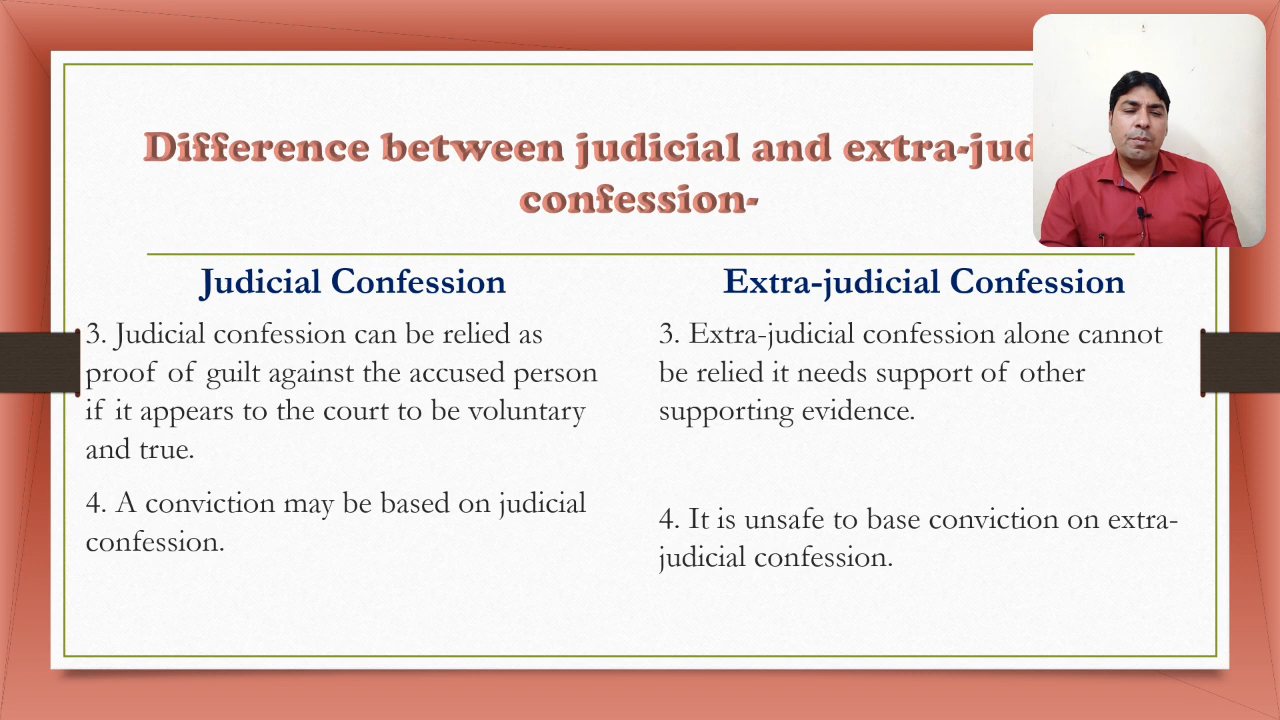 Difference between judicial and extra-jud
confession-
Judicial Confession
3. Judicial confession can be relied as
proof of guilt against the accused person
if it appears to the court to be voluntary
and true.
4. A conviction may be based on judicial
confession.
Extra-judicial Confession
3. Extra-judicial confession alone cannot
be relied it needs support of other
supporting evidence.
4. It is unsafe to base conviction on extra-
judicial confession.